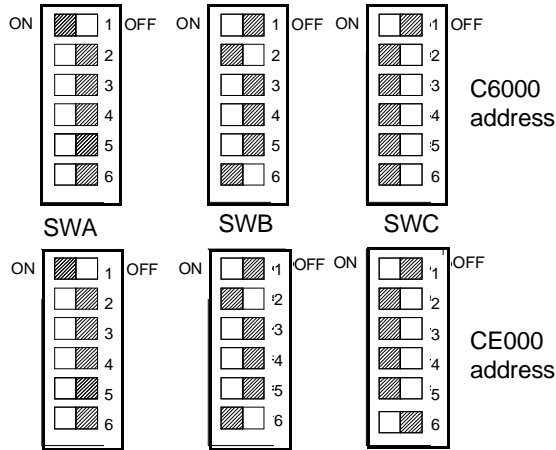 ON 1 OFF ON 1 OFF ON 1 OFF
2 2 2
3 3 3 C6000
4 4 4 address
5 5 5
6 6 6
SWA SWB SWC
ON 1 OFF ON 1 OFF ON 1 OFF
2 2 2
3 3 3 CE000
4 4 4 address
5 5 5
6 6 6